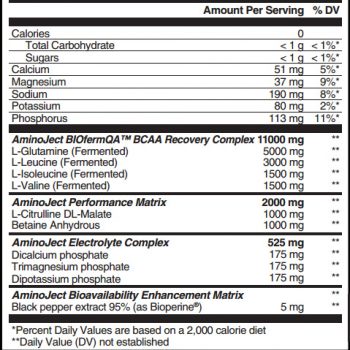 Amount Per Serving % DV
Calories 0
Total Carbohydrate < 1 g < 1%*
Sugars < 1 g < 1%*
Calcium 51 mg 5%*
Magnesium 37 mg 9%*
Sodium 190 mg 8%*
Potassium 80 mg 2%*
Phosphorus 113 mg 11%*
AminoJect BIOfermQA™ BCAA Recovery Complex 11000 mg **
L-Glutamine (Fermented) 5000 mg **
L-Leucine (Fermented) 3000 mg **
L-Isoleucine (Fermented) 1500 mg **
L-Valine (Fermented) 1500 mg **
AminoJect Performance Matrix 2000 mg **
L-Citrulline DL-Malate 1000 mg **
Betaine Anhydrous 1000 mg **
AminoJect Electrolyte Complex 525 mg **
Dicalcium phosphate 175 mg **
Trimagnesium phosphate 175 mg **
Dipotassium phosphate 175 mg **
AminoJect Bioavailability Enhancement Matrix **
Black pepper extract 95% (as Bioperine®) 5 mg **
*Percent Daily Values are based on a 2,000 calorie diet
**Daily Value (DV) not established